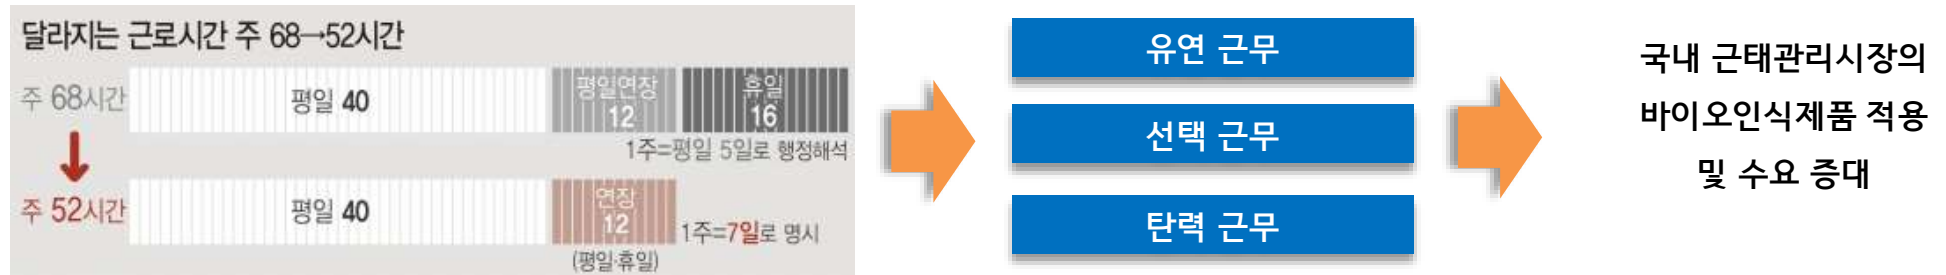 달라지는 근로시간 주 68→52시간
주 68시간
평일 40
평일연장
12
휴일
16
1주=평일 5일로 행정해석
주 52시간
평일 40
연장
12
1주=7일로 명시
(평일·휴일)
유연 근무
선택 근무
탄력 근무
국내 근태관리시장의
바이오인식제품 적용
및 수요 증대